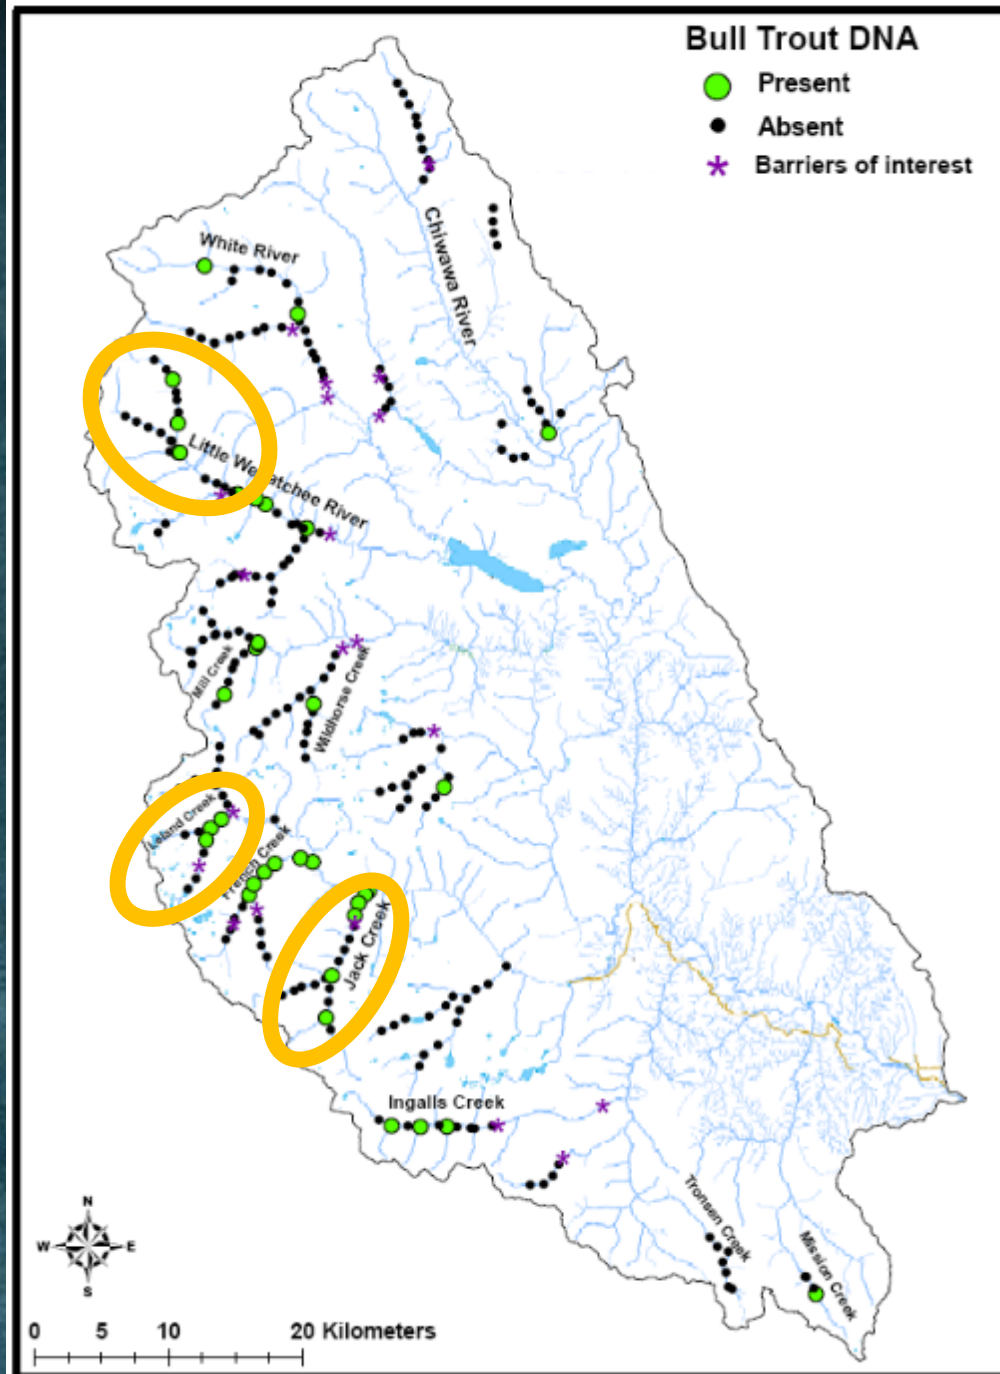 Bull Trout DNA
Present
Absent
Barriers of interest
White River
Chiwawa River
Little Wenatchee River
Mill Creek
Wildhorse Creek
Leland Creek
French Creek
Jack Creek
Ingalls Creek
Tronsen Creek
Mission Creek
N
W E
S
0 5 10 20 Kilometers